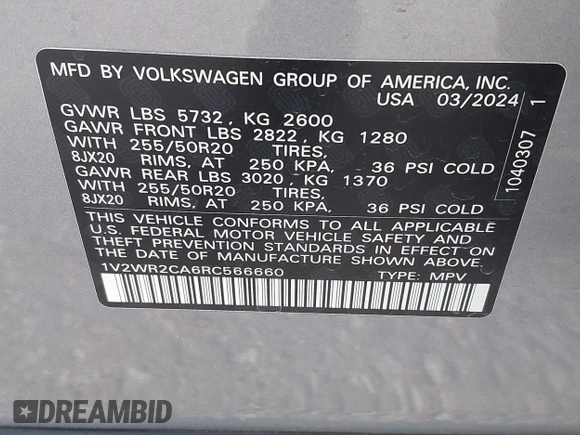 MFD BY VOLKSWAGEN GROUP OF AMERICA, INC.
USA 03/2024
GVWR LBS 5732, KG 2600
GAWR FRONT LBS 2822, KG 1280
WITH 255/50R20 TIRES,
8JX20 RIMS, AT 250 KPA, 36 PSI COLD
GAWR REAR LBS 3020, KG 1370
WITH 255/50R20 TIRES,
8JX20 RIMS, AT 250 KPA, 36 PSI COLD
THIS VEHICLE CONFORMS TO ALL APPLICABLE
U.S. FEDERAL MOTOR VEHICLE SAFETY AND
THEFT PREVENTION STANDARDS IN EFFECT ON
THE DATE OF MANUFACTURE SHOWN ABOVE.
1V2WR2CA6RC566660 TYPE: MPV
1040307 1
DREAMBID